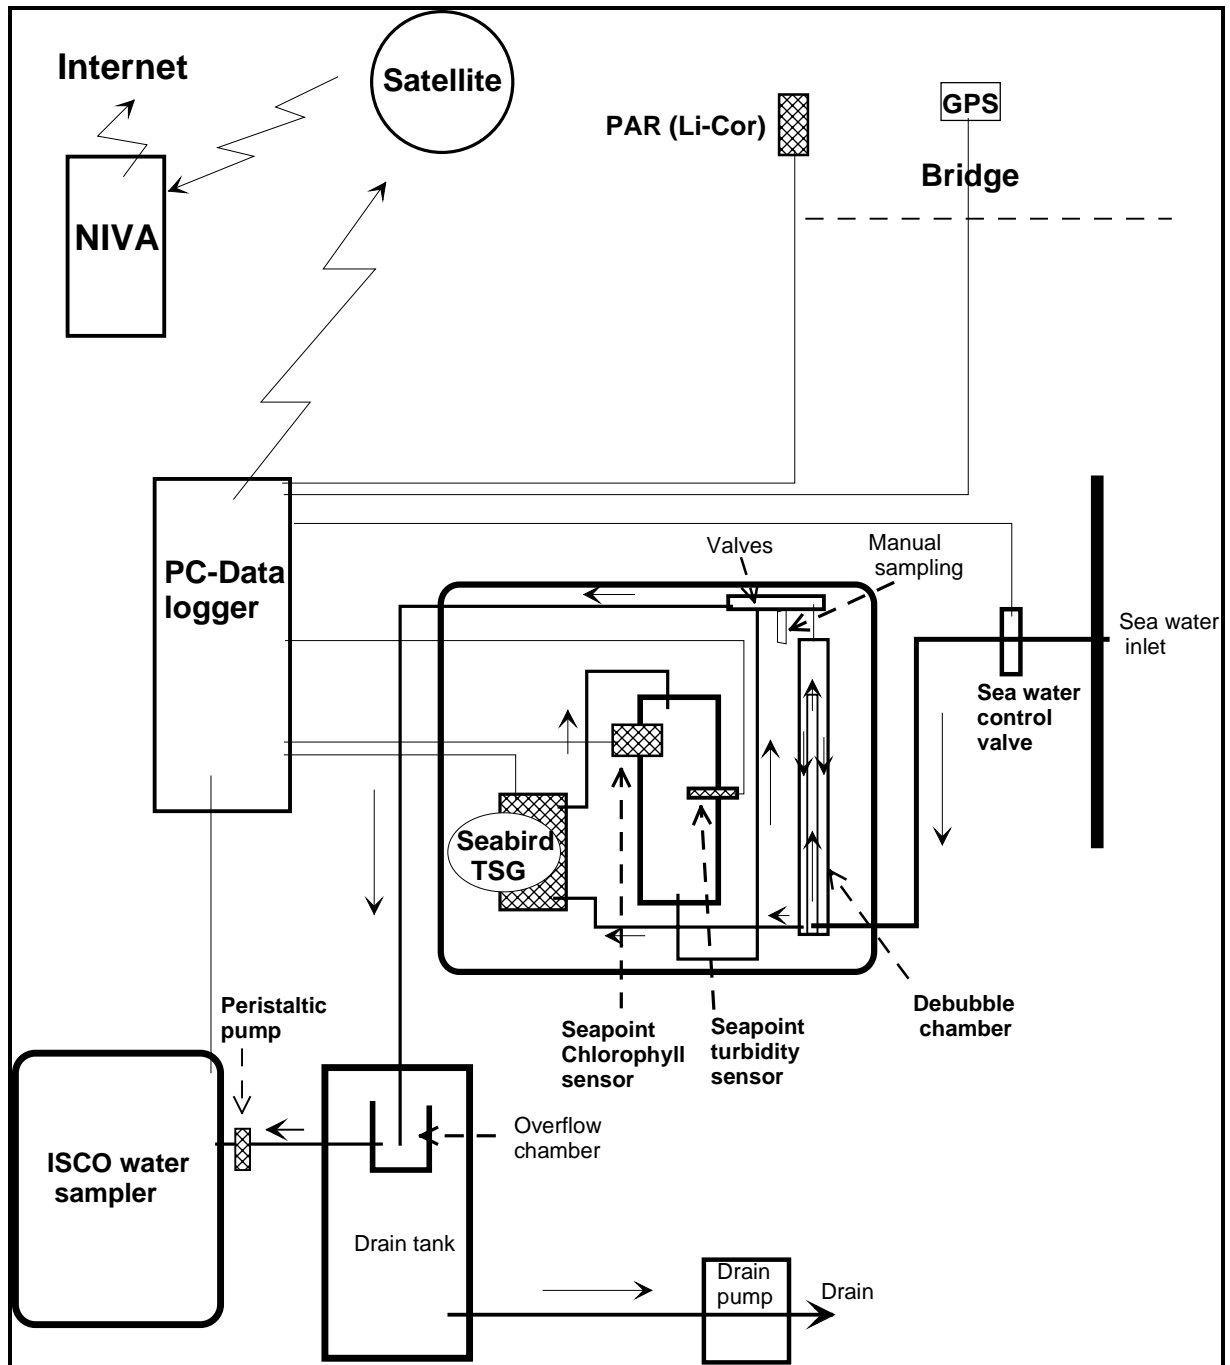 Internet
Satellite
PAR (Li-Cor)
GPS
Bridge
NIVA
PC-Data
logger
Valves
Manual
sampling
Sea water
inlet
Sea water
control
valve
Seabird
TSG
Peristaltic
pump
Seapoint
Chlorophyll
sensor
Seapoint
turbidity
sensor
Debubble
chamber
Overflow
chamber
ISCO water
sampler
Drain tank
Drain
pump
Drain